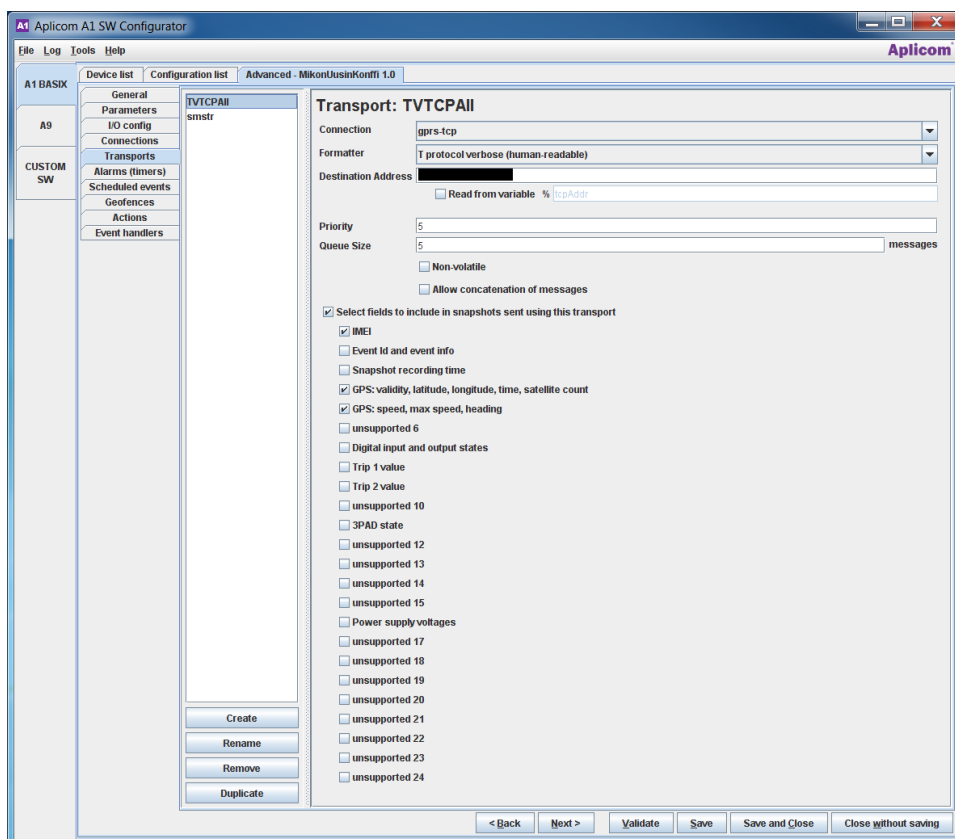 A1 Aplicom A1 SW Configurator
File Log Tools Help
Aplicom
A1 BASIX
A9
CUSTOM SW
Device list Configuration list Advanced - MikonUusinKonffi 1.0
General
Parameters
I/O config
Connections
Transports
Alarms (timers)
Scheduled events
Geofences
Actions
Event handlers
TVTCPAII
smstr
Create
Rename
Remove
Duplicate
Transport: TVTCPAII
Connection gprs-tcp
Formatter T protocol verbose (human-readable)
Destination Address
Read from variable % tcpAddr
Priority 5
Queue Size 5 messages
Non-volatile
Allow concatenation of messages
Select fields to include in snapshots sent using this transport
IMEI
Event Id and event info
Snapshot recording time
GPS: validity, latitude, longitude, time, satellite count
GPS: speed, max speed, heading
unsupported 6
Digital input and output states
Trip 1 value
Trip 2 value
unsupported 10
3PAD state
unsupported 12
unsupported 13
unsupported 14
unsupported 15
Power supply voltages
unsupported 17
unsupported 18
unsupported 19
unsupported 20
unsupported 21
unsupported 22
unsupported 23
unsupported 24
< Back Next > Validate Save Save and Close Close without saving